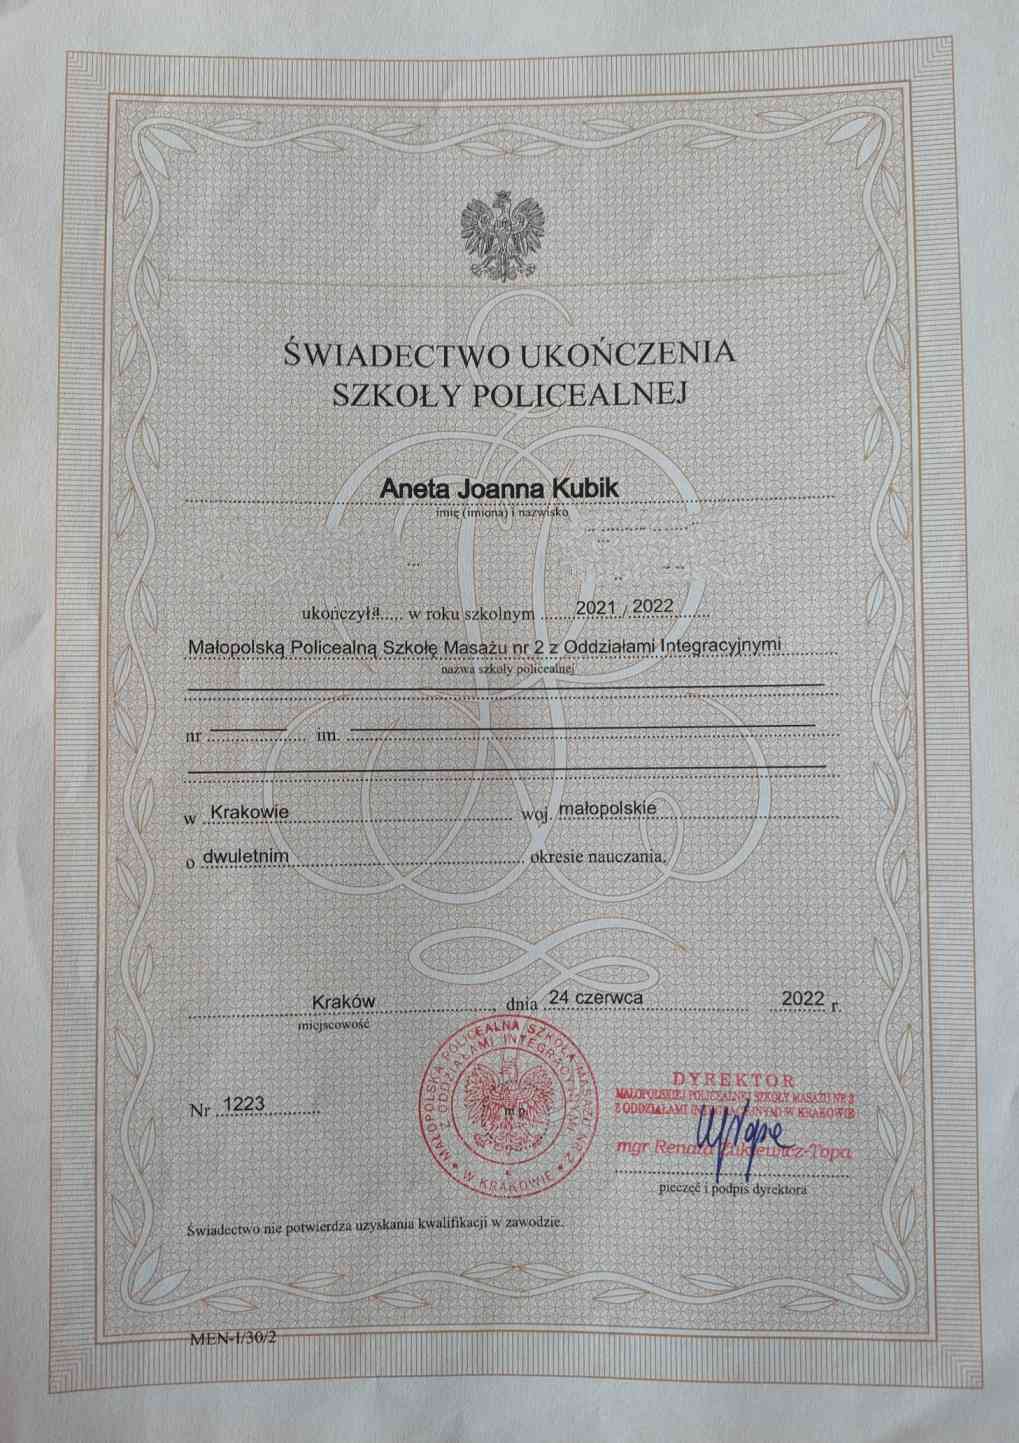 ŚWIADECTWO UKOŃCZENIA
SZKOŁY POLICEALNEJ
Aneta Joanna Kubik
imię (imiona) i nazwisko
ukończyła..... w roku szkolnym ...... 2021 / 2022 .......
Małopolską Policealną Szkołę Masażu nr 2 z Oddziałami Integracyjnymi
nazwa szkoły policealnej
nr .................... im. ....................
w Krakowie .................... woj. małopolskie ....................
o dwuletnim .................... okresie nauczania.
Kraków ...................., dnia 24 czerwca .................... 2022 r.
miejscowość
MAŁOPOLSKA POLICEALNA SZKOŁA MASAŻU NR 2
Z ODDZIAŁAMI INTEGRACYJNYMI
W KRAKOWIE
mp
Nr 1223 ............
DYREKTOR
MAŁOPOLSKIEJ POLICEALNEJ SZKOŁY MASAŻU NR 2
Z ODDZIAŁAMI INTEGRACYJNYMI W KRAKOWIE
mgr Renata Żukiewicz-Topa
pieczęć i podpis dyrektora
Świadectwo nie potwierdza uzyskania kwalifikacji w zawodzie.
MEN-I/30/2